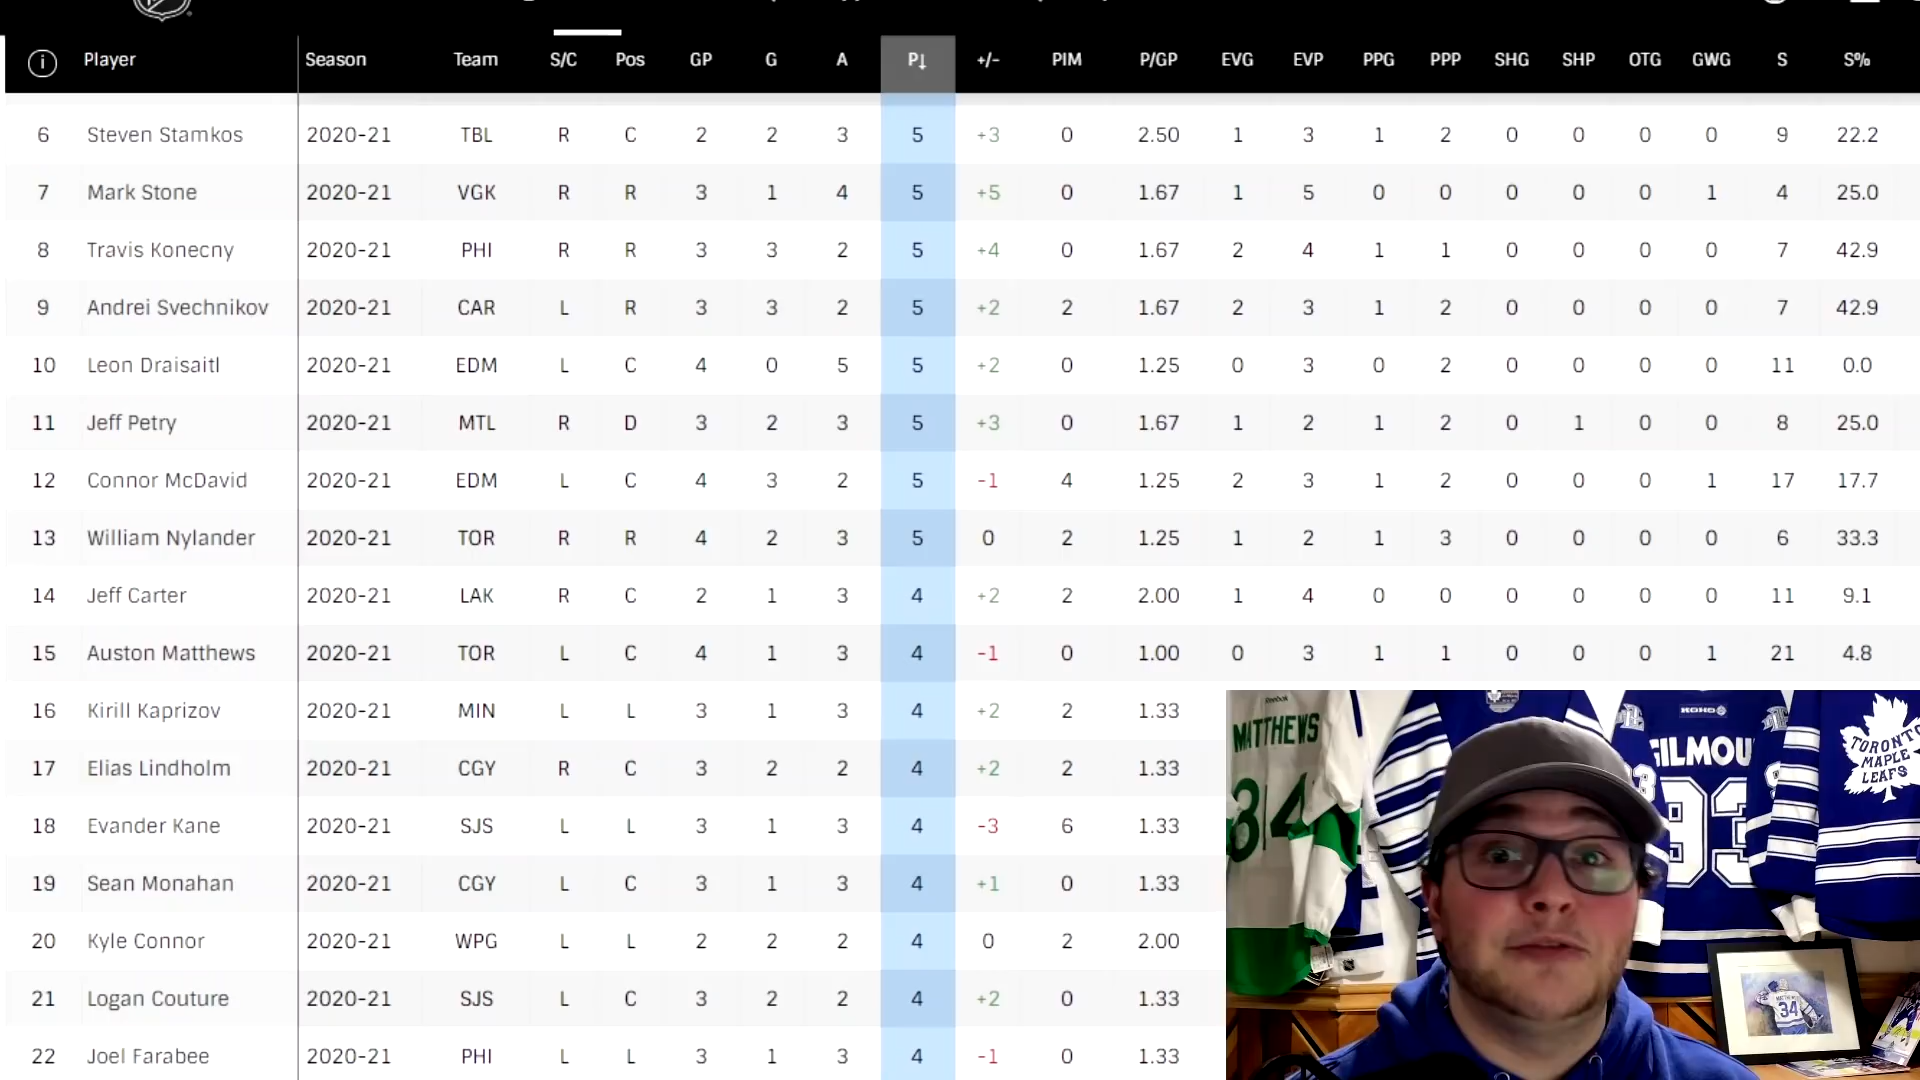 i Player Season Team S/C Pos GP G A P↓ +/- PIM P/GP EVG EVP PPG PPP SHG SHP OTG GWG S S%
6 Steven Stamkos 2020-21 TBL R C 2 2 3 5 +3 0 2.50 1 3 1 2 0 0 0 0 9 22.2
7 Mark Stone 2020-21 VGK R R 3 1 4 5 +5 0 1.67 1 5 0 0 0 0 0 1 4 25.0
8 Travis Konecny 2020-21 PHI R R 3 3 2 5 +4 0 1.67 2 4 1 1 0 0 0 0 7 42.9
9 Andrei Svechnikov 2020-21 CAR L R 3 3 2 5 +2 2 1.67 2 3 1 2 0 0 0 0 7 42.9
10 Leon Draisaitl 2020-21 EDM L C 4 0 5 5 +2 0 1.25 0 3 0 2 0 0 0 0 11 0.0
11 Jeff Petry 2020-21 MTL R D 3 2 3 5 +3 0 1.67 1 2 1 2 0 1 0 0 8 25.0
12 Connor McDavid 2020-21 EDM L C 4 3 2 5 -1 4 1.25 2 3 1 2 0 0 0 1 17 17.7
13 William Nylander 2020-21 TOR R R 4 2 3 5 0 2 1.25 1 2 1 3 0 0 0 0 6 33.3
14 Jeff Carter 2020-21 LAK R C 2 1 3 4 +2 2 2.00 1 4 0 0 0 0 0 0 11 9.1
15 Auston Matthews 2020-21 TOR L C 4 1 3 4 -1 0 1.00 0 3 1 1 0 0 0 1 21 4.8
16 Kirill Kaprizov 2020-21 MIN L L 3 1 3 4 +2 2 1.33
17 Elias Lindholm 2020-21 CGY R C 3 2 2 4 +2 2 1.33
18 Evander Kane 2020-21 SJS L L 3 1 3 4 -3 6 1.33
19 Sean Monahan 2020-21 CGY L C 3 1 3 4 +1 0 1.33
20 Kyle Connor 2020-21 WPG L L 2 2 2 4 0 2 2.00
21 Logan Couture 2020-21 SJS L C 3 2 2 4 +2 0 1.33
22 Joel Farabee 2020-21 PHI L L 3 1 3 4 -1 0 1.33
Reebok
MATTHEWS
34
KOHO
GILMOU
93
TORONTO
MAPLE
LEAFS
MATTHEWS
34